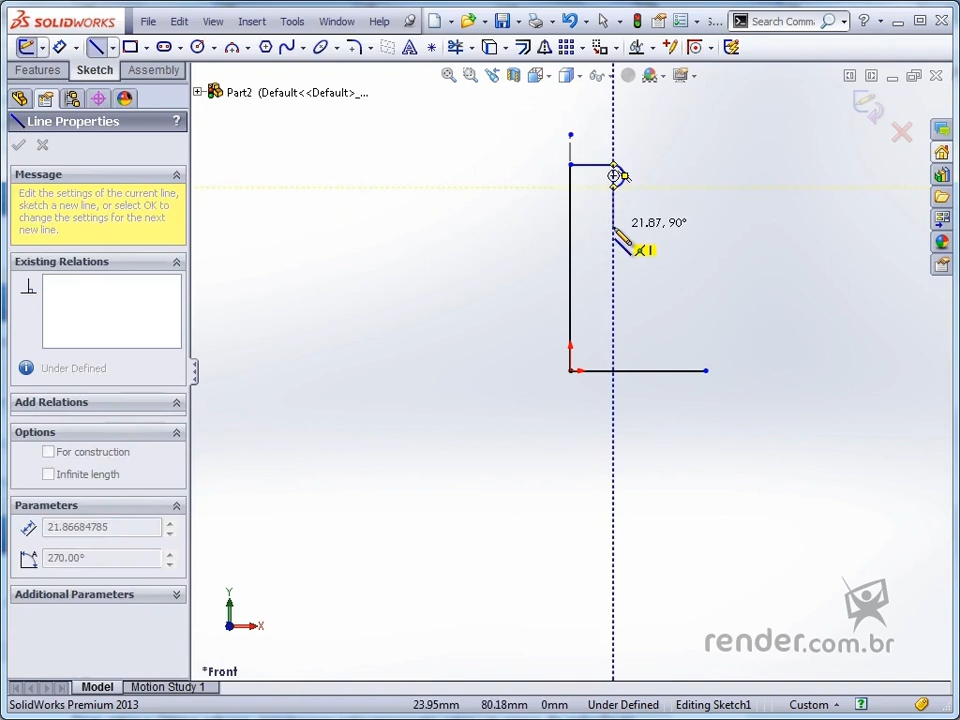 SOLIDWORKS File Edit View Insert Tools Window Help S... Search Comma
Features Sketch Assembly
Part2 (Default<<Default>_...
Line Properties ?
Message
Edit the settings of the current line,
sketch a new line, or select OK to
change the settings for the next
new line.
21.87, 90°
Existing Relations
Under Defined
Add Relations
Options
For construction
Infinite length
Parameters
21.86684785
270.00°
Additional Parameters
Y
X
render.com.br
*Front
Model Motion Study 1
SolidWorks Premium 2013 23.95mm 80.18mm 0mm Under Defined Editing Sketch1 Custom ?